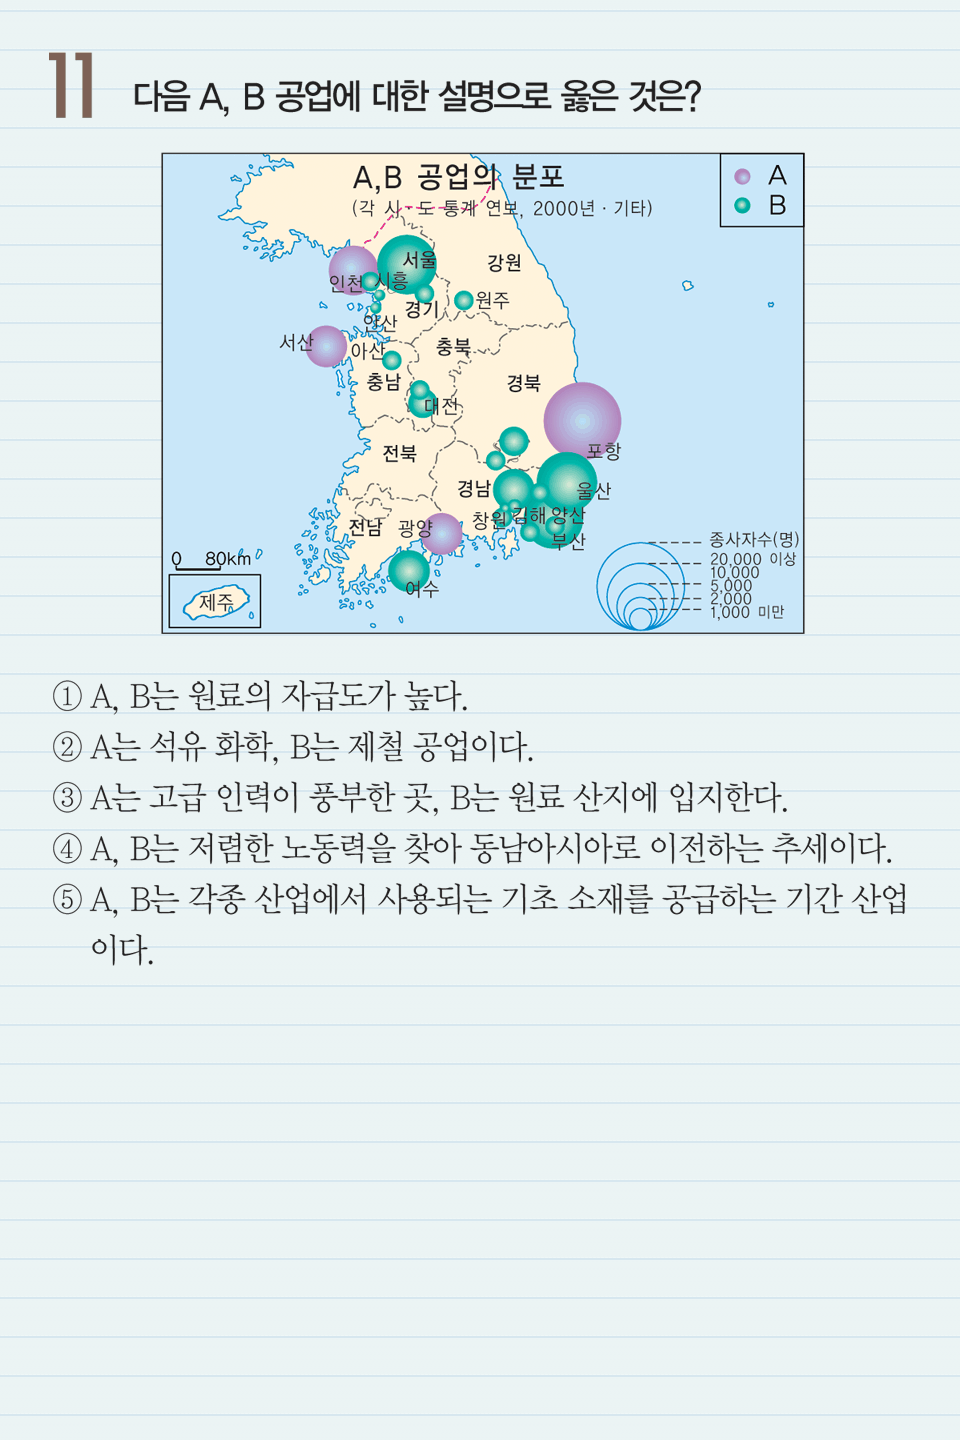 11 다음 A, B 공업에 대한 설명으로 옳은 것은?
A,B 공업의 분포
(각 시·도 통계 연보, 2000년·기타)
A
B
서울
강원
인천
시흥
경기
원주
안산
서산
아산
충북
충남
경북
대전
포항
전북
경남
울산
창원
김해
양산
전남
광양
부산
여수
0 80km
제주
종사자수(명)
20,000 이상
10,000
5,000
2,000
1,000 미만
① A, B는 원료의 자급도가 높다.
② A는 석유 화학, B는 제철 공업이다.
③ A는 고급 인력이 풍부한 곳, B는 원료 산지에 입지한다.
④ A, B는 저렴한 노동력을 찾아 동남아시아로 이전하는 추세이다.
⑤ A, B는 각종 산업에서 사용되는 기초 소재를 공급하는 기간 산업
이다.